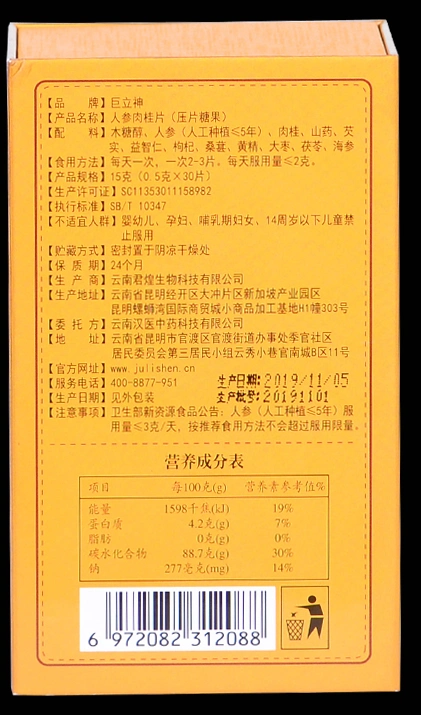 【品　　牌】巨立神
【产品名称】人参肉桂片（压片糖果）
【配　　料】木糖醇、人参（人工种植≤5年）、肉桂、山药、芡
实、益智仁、枸杞、桑葚、黄精、大枣、茯苓、海参
【食用方法】每天一次，一次2-3片。每天服用量≤2克。
【产品规格】15克（0.5克×30片）
【生产许可证】SC11353011158982
【执行标准】SB/T 10347
【不适宜人群】婴幼儿、孕妇、哺乳期妇女、14周岁以下儿童禁
止服用
【贮藏方式】密封置于阴凉干燥处
【保 质 期】24个月
【生 产 商】云南君煌生物科技有限公司
【生产地址】云南省昆明经开区大冲片区新加坡产业园区
昆明螺蛳湾国际商贸城小商品加工基地H1幢303号
【委 托 方】云南汉医中药科技有限公司
【地　　址】云南省昆明市官渡区官渡街道办事处季官社区
居民委员会第三居民小组云秀小巷官南城B区11号
【官方网址】www.julishen.cn
【服务电话】400-8877-951
生产日期:2019/11/05
【生产日期】见外包装
生产批号:20191101
【注意事项】卫生部新资源食品公告：人参（人工种植≤5年）服
用量≤3克/天，按推荐食用方法不会超过服用限量。
营养成分表
项目 每100克(g) 营养素参考值%
能量 1598千焦(kJ) 19%
蛋白质 4.2克(g) 7%
脂肪 0克(g) 0%
碳水化合物 88.7克(g) 30%
钠 277毫克(mg) 14%
6 972082 312088